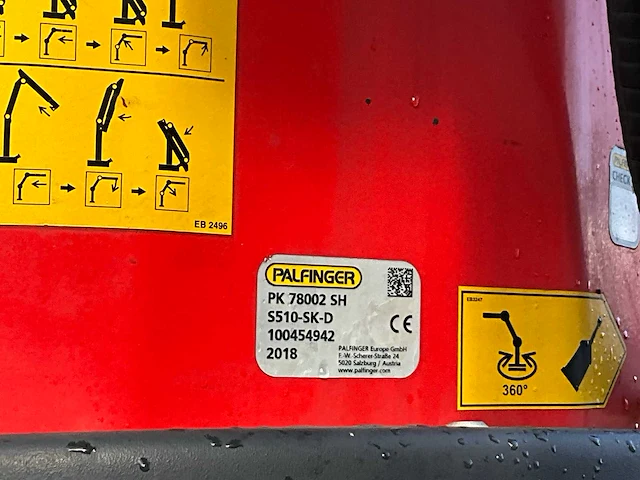 EB 2496
PALFINGER
PK 78002 SH
S510-SK-D
100454942
2018
PALFINGER Europe GmbH
F.-W.-Scherer-Straße 24
5020 Salzburg / Austria
www.palfinger.com
CE
EB3247
360°
CHECK